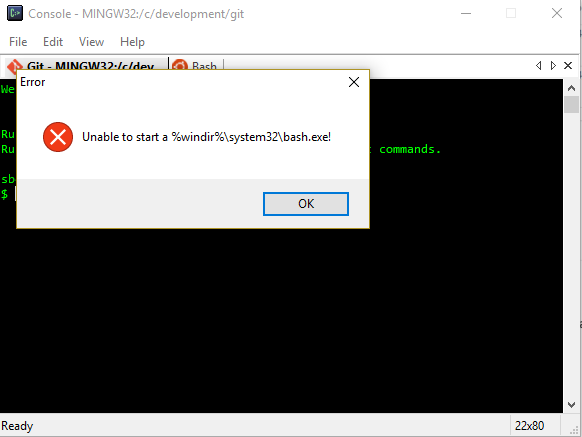 Console - MINGW32:/c/development/git
File Edit View Help
Git - MINGW32:/c/dev... Bash
Error
We
Unable to start a %windir%\system32\bash.exe!
Ru
Ru commands.
sb
$
OK
Ready 22x80